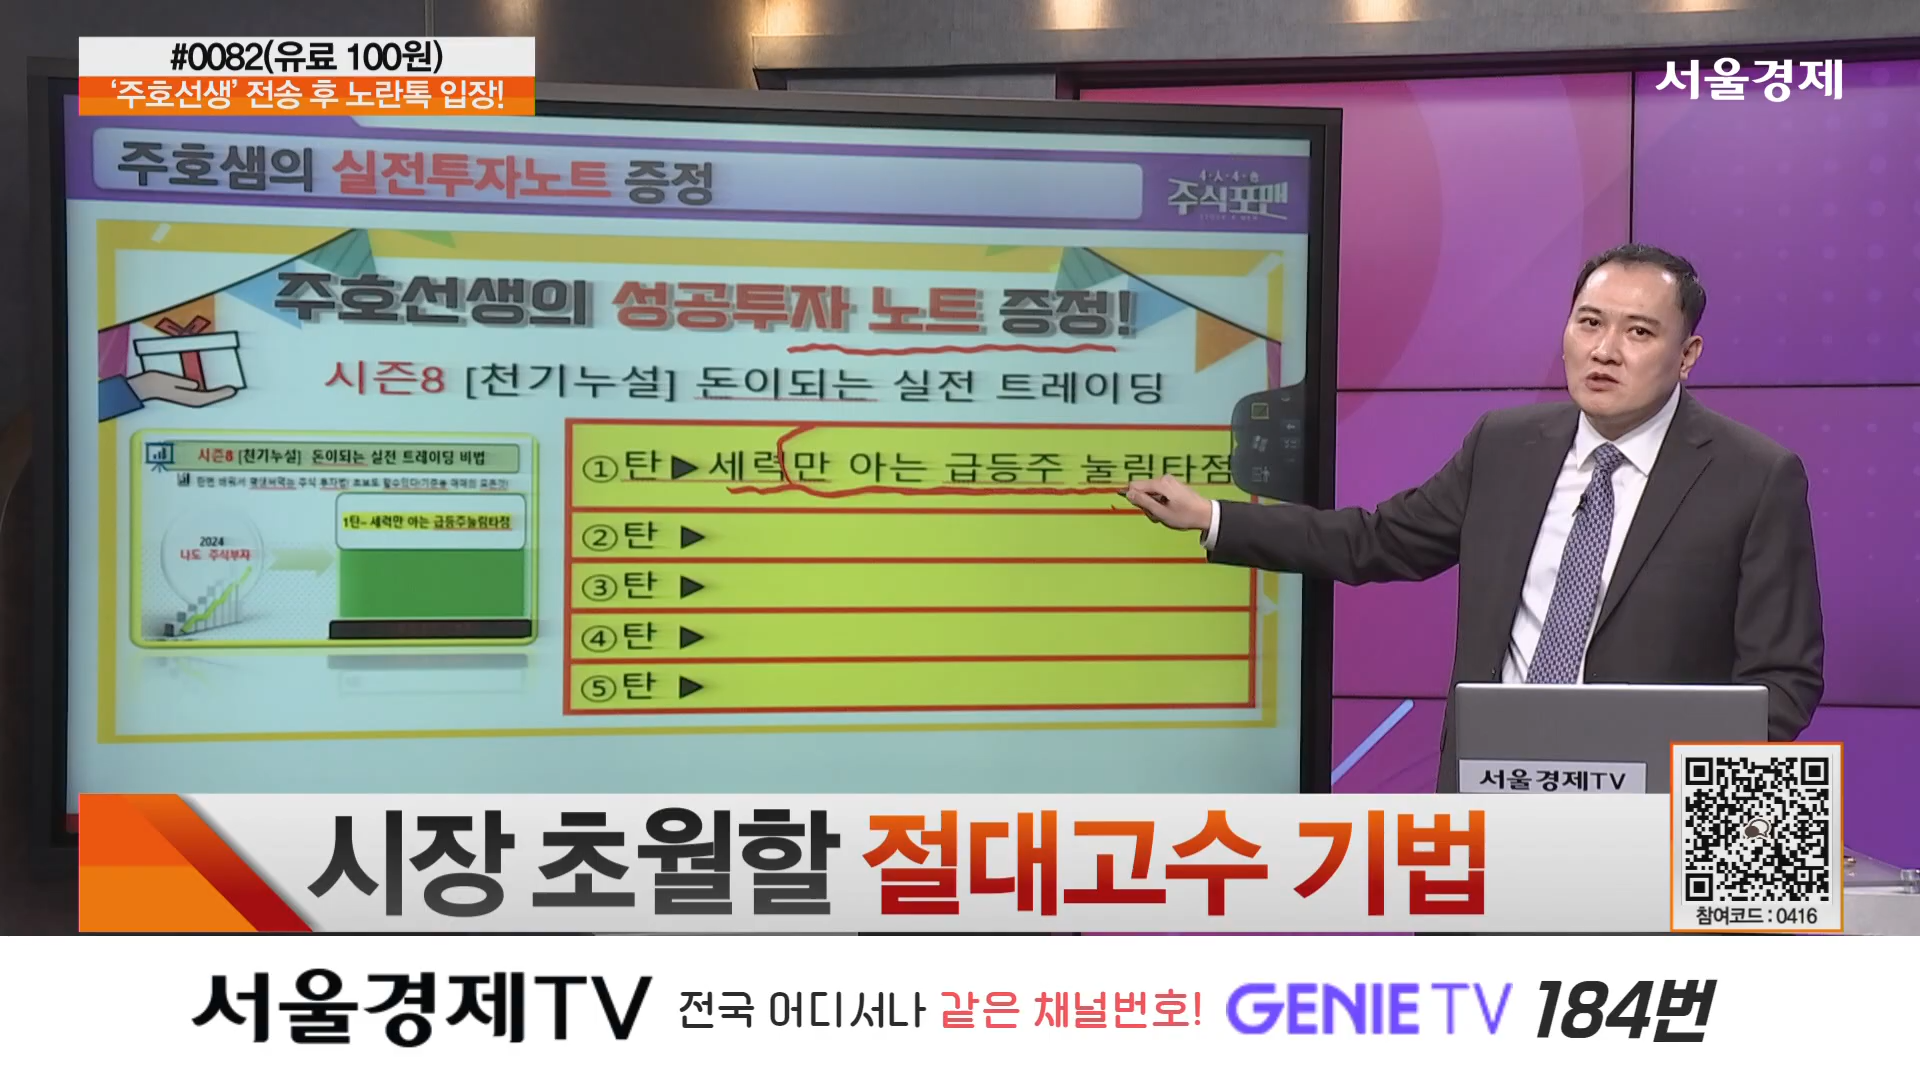 #0082(유료 100원)
'주호선생' 전송 후 노란톡 입장!
서울경제
주호샘의 실전투자노트 증정
4·人·4·色
주식포맨
주호선생의 성공투자 노트 증정!
시즌8 [천기누설] 돈이되는 실전 트레이딩
시즌8 [천기누설] 돈이되는 실전 트레이딩 비법
1탄- 세력만 아는 급등주눌림타점
2024
나도 주식부자
①탄▶세력만 아는 급등주 눌림타점
②탄 ▶
③탄 ▶
④탄 ▶
⑤탄 ▶
서울경제TV
시장 초월할 절대고수 기법
참여코드 : 0416
서울경제TV 전국 어디서나 같은 채널번호! GENIE TV 184번